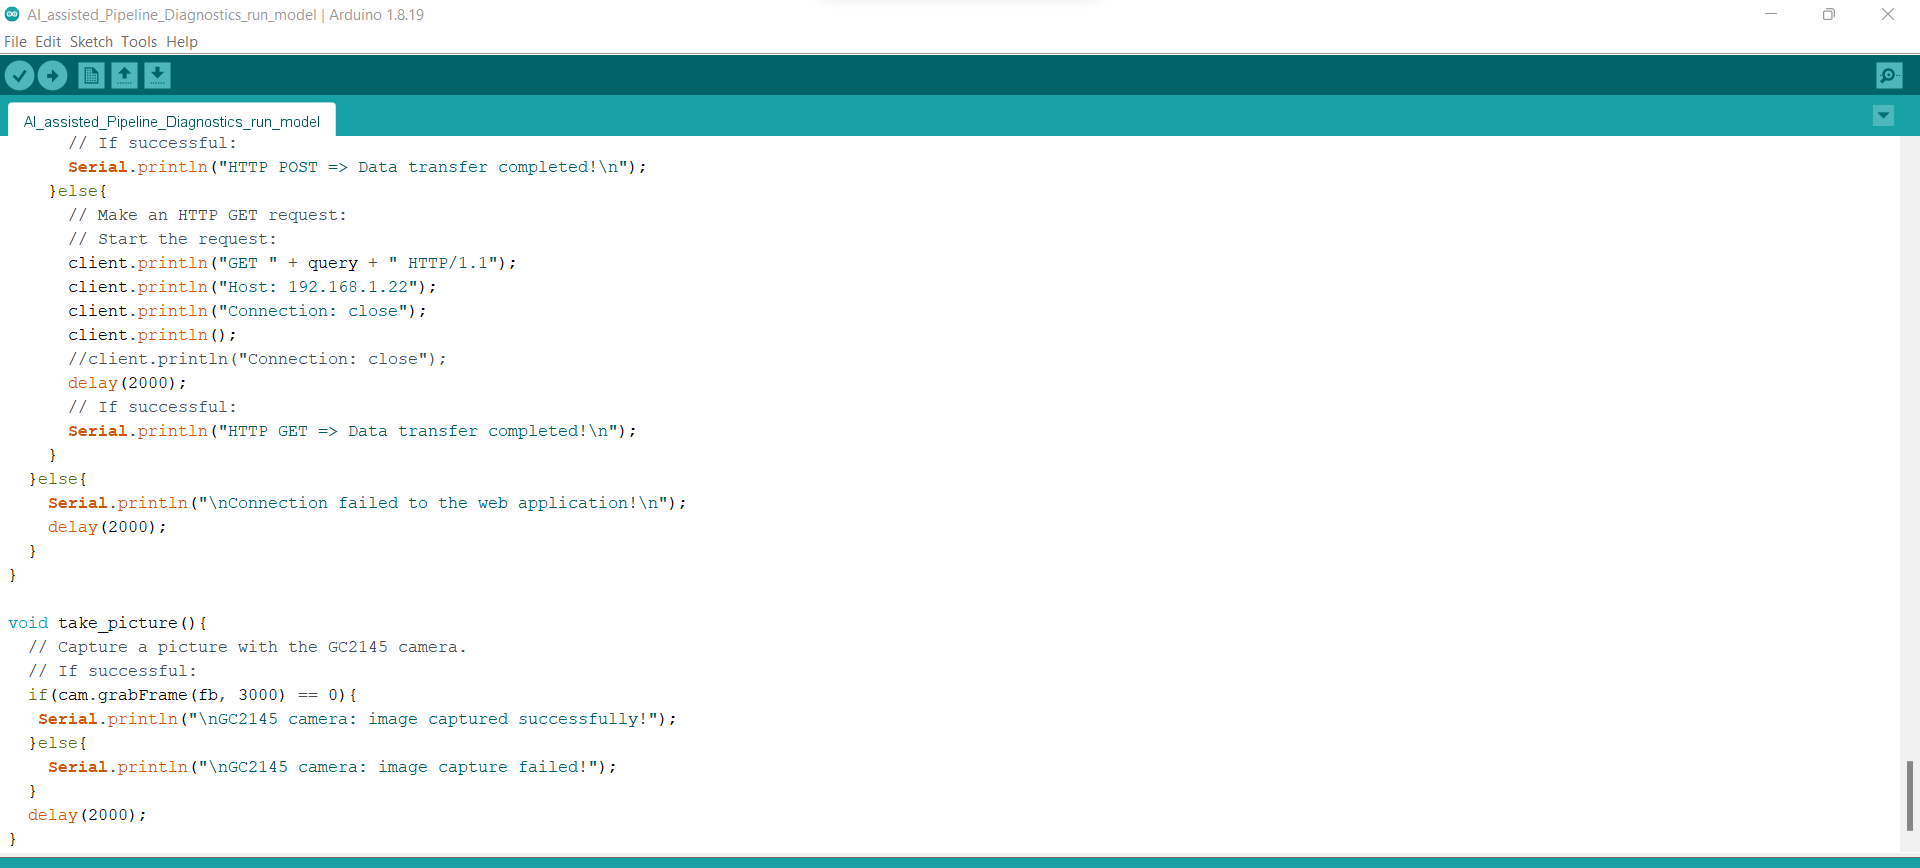 AI_assisted_Pipeline_Diagnostics_run_model | Arduino 1.8.19
File Edit Sketch Tools Help
AI_assisted_Pipeline_Diagnostics_run_model
// If successful:
Serial.println("HTTP POST => Data transfer completed!\n");
}else{
// Make an HTTP GET request:
// Start the request:
client.println("GET " + query + " HTTP/1.1");
client.println("Host: 192.168.1.22");
client.println("Connection: close");
client.println();
//client.println("Connection: close");
delay(2000);
// If successful:
Serial.println("HTTP GET => Data transfer completed!\n");
}
}else{
Serial.println("\nConnection failed to the web application!\n");
delay(2000);
}
}
void take_picture(){
// Capture a picture with the GC2145 camera.
// If successful:
if(cam.grabFrame(fb, 3000) == 0){
Serial.println("\nGC2145 camera: image captured successfully!");
}else{
Serial.println("\nGC2145 camera: image capture failed!");
}
delay(2000);
}